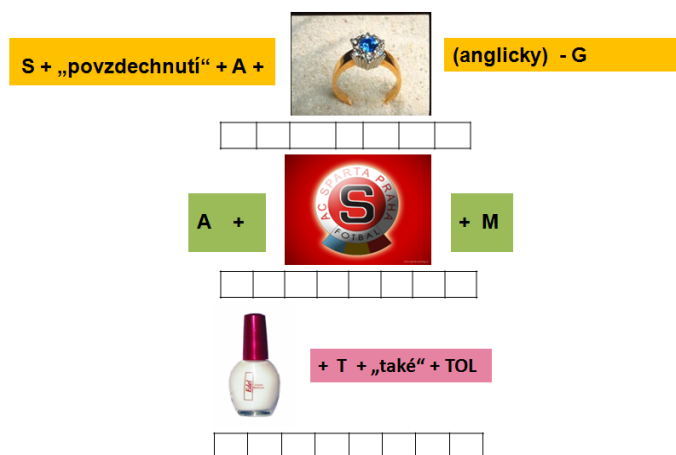 S + „povzdechnutí“ + A +
(anglicky) - G
A +
AC SPARTA PRAHA
S
FOTBAL
+ M
+ T + „také“ + TOL